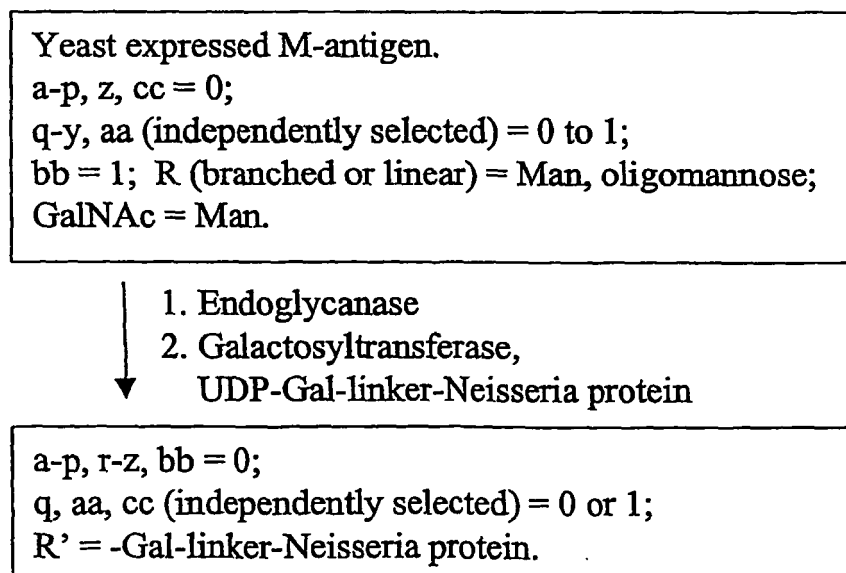 Yeast expressed M-antigen.
a-p, z, cc = 0;
q-y, aa (independently selected) = 0 to 1;
bb = 1; R (branched or linear) = Man, oligomannose;
GalNAc = Man.
1. Endoglycanase
2. Galactosyltransferase,
UDP-Gal-linker-Neisseria protein
a-p, r-z, bb = 0;
q, aa, cc (independently selected) = 0 or 1;
R' = -Gal-linker-Neisseria protein.